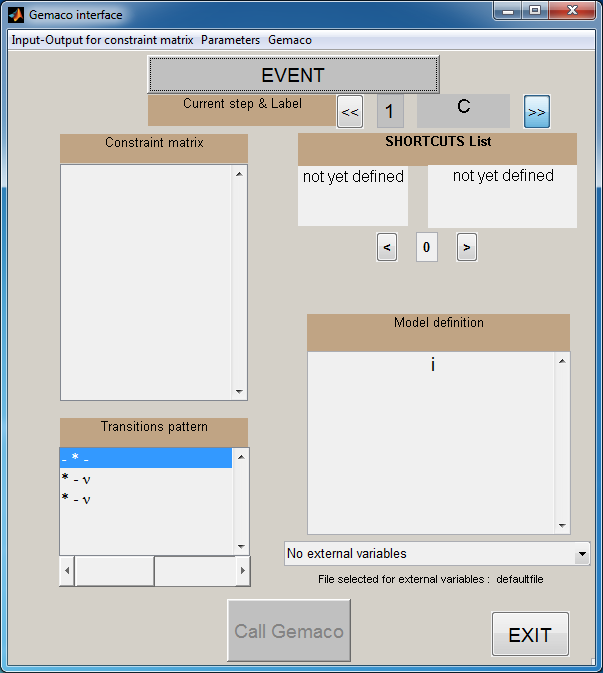 Gemaco interface
Input-Output for constraint matrix Parameters Gemaco
EVENT
Current step & Label
<< 1 C >>
Constraint matrix
SHORTCUTS List
not yet defined
not yet defined
< 0 >
Model definition
i
Transitions pattern
- * -
* - ν
* - ν
No external variables
File selected for external variables : defaultfile
Call Gemaco
EXIT